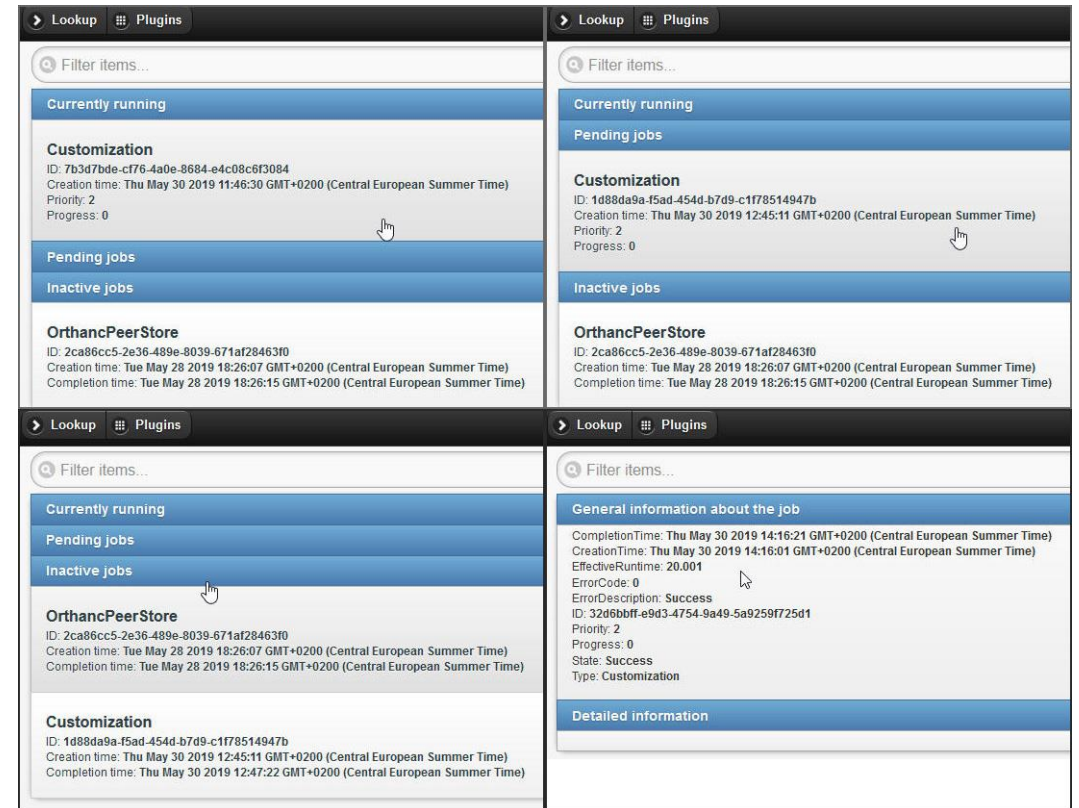 Lookup Plugins
Filter items...
Currently running
Customization
ID: 7b3d7bde-cf76-4a0e-8684-e4c08c6f3084
Creation time: Thu May 30 2019 11:46:30 GMT+0200 (Central European Summer Time)
Priority: 2
Progress: 0
Pending jobs
Inactive jobs
OrthancPeerStore
ID: 2ca86cc5-2e36-489e-8039-671af28463f0
Creation time: Tue May 28 2019 18:26:07 GMT+0200 (Central European Summer Time)
Completion time: Tue May 28 2019 18:26:15 GMT+0200 (Central European Summer Time)
Lookup Plugins
Filter items...
Currently running
Pending jobs
Customization
ID: 1d88da9a-f5ad-454d-b7d9-c1f78514947b
Creation time: Thu May 30 2019 12:45:11 GMT+0200 (Central European Summer Time)
Priority: 2
Progress: 0
Inactive jobs
OrthancPeerStore
ID: 2ca86cc5-2e36-489e-8039-671af28463f0
Creation time: Tue May 28 2019 18:26:07 GMT+0200 (Central European Summer Time)
Completion time: Tue May 28 2019 18:26:15 GMT+0200 (Central European Summer Time)
Lookup Plugins
Filter items...
Currently running
Pending jobs
Inactive jobs
OrthancPeerStore
ID: 2ca86cc5-2e36-489e-8039-671af28463f0
Creation time: Tue May 28 2019 18:26:07 GMT+0200 (Central European Summer Time)
Completion time: Tue May 28 2019 18:26:15 GMT+0200 (Central European Summer Time)
Customization
ID: 1d88da9a-f5ad-454d-b7d9-c1f78514947b
Creation time: Thu May 30 2019 12:45:11 GMT+0200 (Central European Summer Time)
Completion time: Thu May 30 2019 12:47:22 GMT+0200 (Central European Summer Time)
Lookup Plugins
Filter items...
General information about the job
CompletionTime: Thu May 30 2019 14:16:21 GMT+0200 (Central European Summer Time)
CreationTime: Thu May 30 2019 14:16:01 GMT+0200 (Central European Summer Time)
EffectiveRuntime: 20.001
ErrorCode: 0
ErrorDescription: Success
ID: 32d6bbff-e9d3-4754-9a49-5a9259f725d1
Priority: 2
Progress: 0
State: Success
Type: Customization
Detailed information